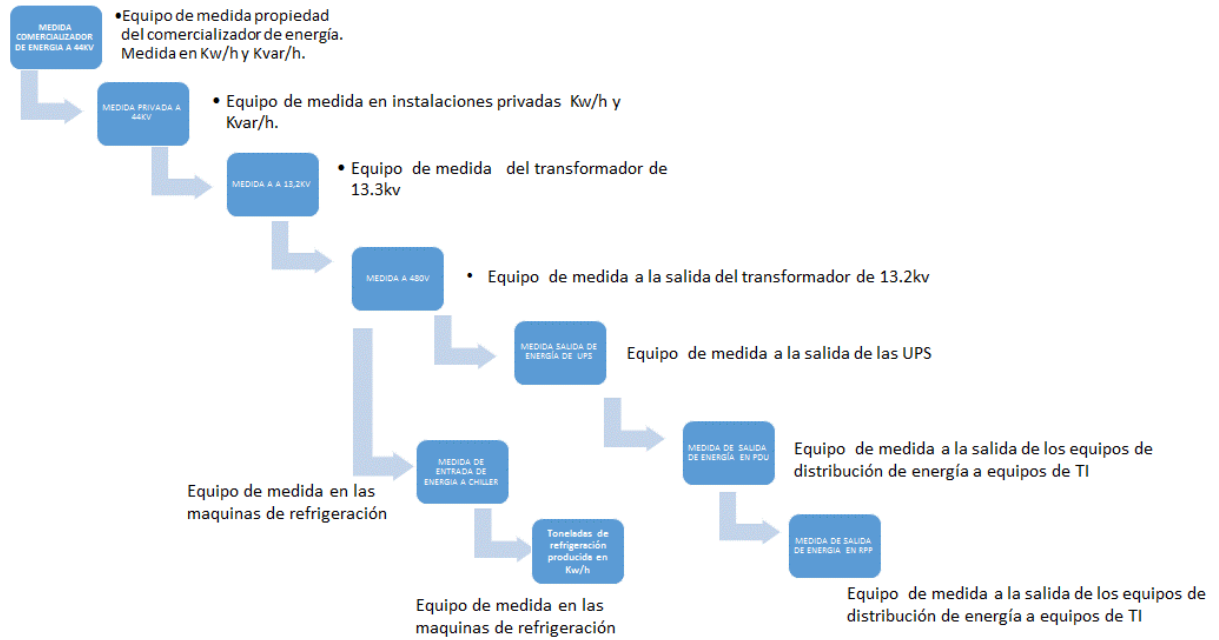 MEDIDA
COMERCIALIZADOR
DE ENERGIA A 44KV
•Equipo de medida propiedad
del comercializador de energía.
Medida en Kw/h y Kvar/h.
MEDIDA PRIVADA A
44KV
• Equipo de medida en instalaciones privadas Kw/h y
Kvar/h.
MEDIDA A A 13,2KV
• Equipo de medida del transformador de
13.3kv
MEDIDA A 480V
• Equipo de medida a la salida del transformador de 13.2kv
MEDIDA SALIDA DE
ENERGÍA DE UPS
Equipo de medida a la salida de las UPS
MEDIDA DE SALIDA
DE ENERGÍA EN PDU
Equipo de medida a la salida de los equipos de
distribución de energía a equipos de TI
MEDIDA DE
ENTRADA DE
ENERGIA A CHILLER
Equipo de medida en las
maquinas de refrigeración
Toneladas de
refrigeración
producida en
Kw/h
Equipo de medida en las
maquinas de refrigeración
MEDIDA DE SALIDA
DE ENERGIA EN RPP
Equipo de medida a la salida de los equipos de
distribución de energía a equipos de TI